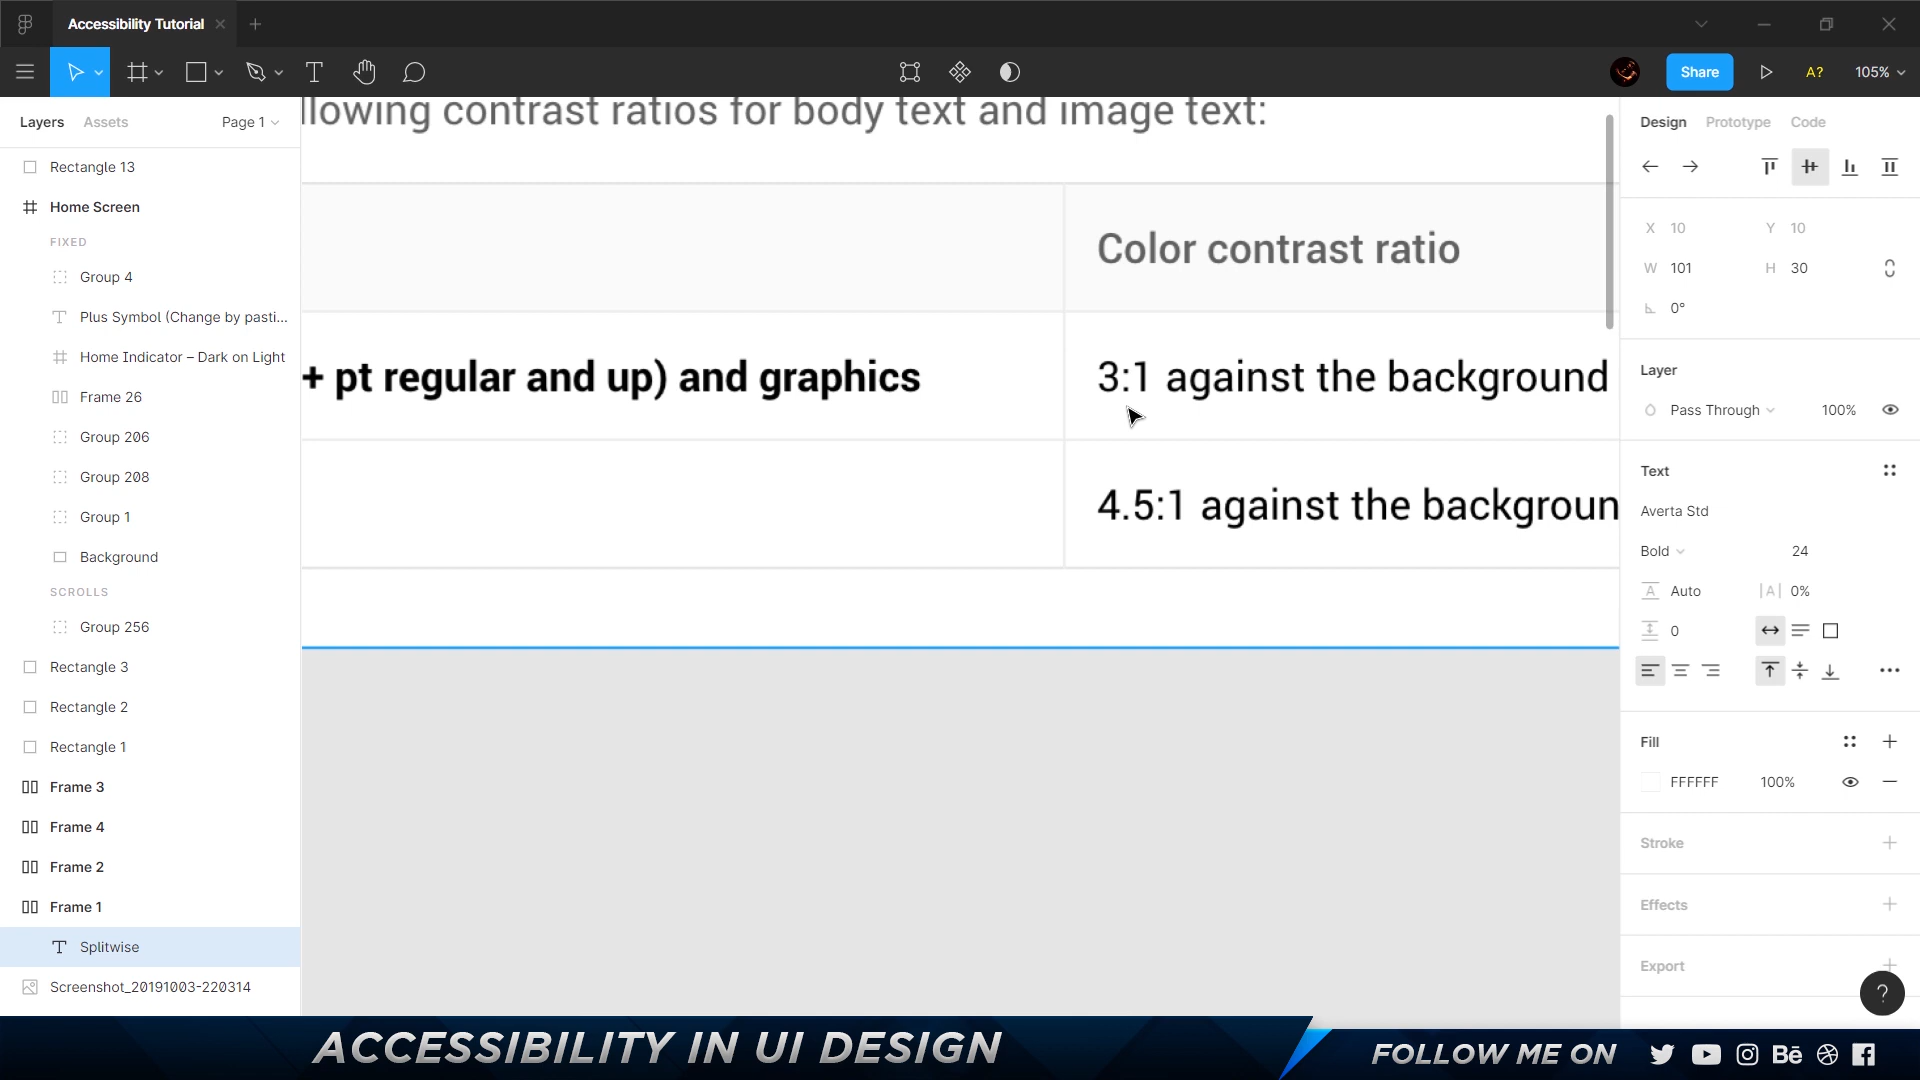 Accessibility Tutorial
Share
A?
105%
Layers
Assets
Page 1
Rectangle 13
Home Screen
FIXED
Group 4
Plus Symbol (Change by pasti...
Home Indicator – Dark on Light
Frame 26
Group 206
Group 208
Group 1
Background
SCROLLS
Group 256
Rectangle 3
Rectangle 2
Rectangle 1
Frame 3
Frame 4
Frame 2
Frame 1
Splitwise
Screenshot_20191003-220314
llowing contrast ratios for body text and image text:
Color contrast ratio
+ pt regular and up) and graphics
3:1 against the background
4.5:1 against the backgroun
Design
Prototype
Code
X 10
Y 10
W 101
H 30
0°
Layer
Pass Through
100%
Text
Averta Std
Bold
24
Auto
0%
0
Fill
FFFFFF
100%
Stroke
Effects
Export
?
ACCESSIBILITY IN UI DESIGN
FOLLOW ME ON